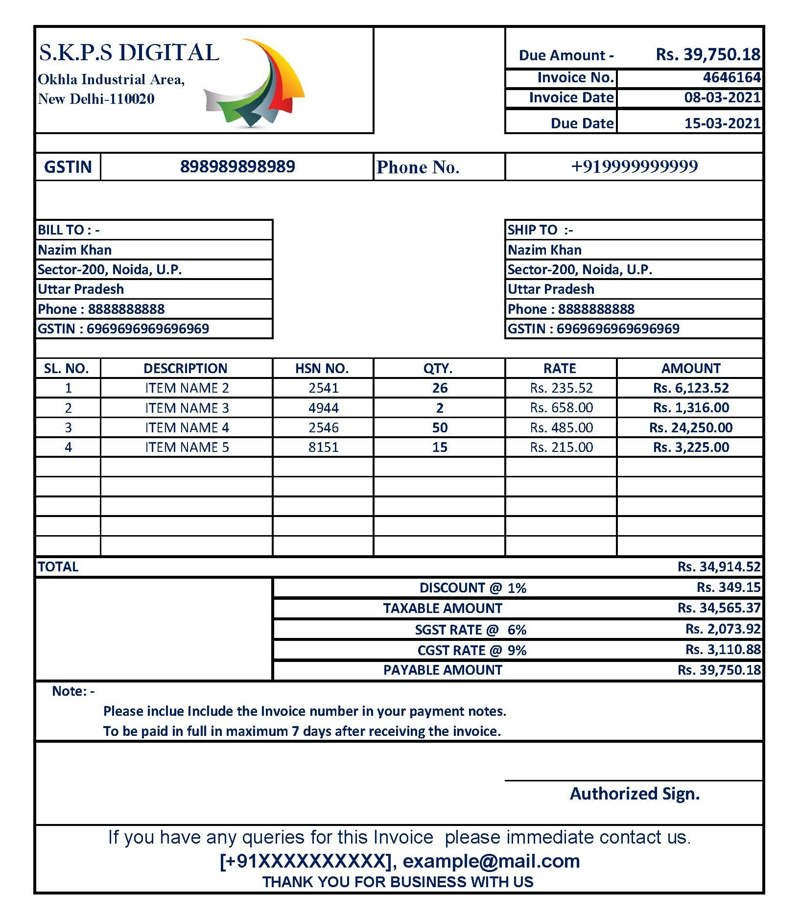 S.K.P.S DIGITAL
Okhla Industrial Area,
New Delhi-110020
Due Amount - Rs. 39,750.18
Invoice No. 4646164
Invoice Date 08-03-2021
Due Date 15-03-2021
GSTIN 898989898989 Phone No. +919999999999
BILL TO : -
Nazim Khan
Sector-200, Noida, U.P.
Uttar Pradesh
Phone : 8888888888
GSTIN : 6969696969696969
SHIP TO :-
Nazim Khan
Sector-200, Noida, U.P.
Uttar Pradesh
Phone : 8888888888
GSTIN : 6969696969696969
SL. NO. DESCRIPTION HSN NO. QTY. RATE AMOUNT
1 ITEM NAME 2 2541 26 Rs. 235.52 Rs. 6,123.52
2 ITEM NAME 3 4944 2 Rs. 658.00 Rs. 1,316.00
3 ITEM NAME 4 2546 50 Rs. 485.00 Rs. 24,250.00
4 ITEM NAME 5 8151 15 Rs. 215.00 Rs. 3,225.00
TOTAL Rs. 34,914.52
DISCOUNT @ 1% Rs. 349.15
TAXABLE AMOUNT Rs. 34,565.37
SGST RATE @ 6% Rs. 2,073.92
CGST RATE @ 9% Rs. 3,110.88
PAYABLE AMOUNT Rs. 39,750.18
Note: -
Please inclue Include the Invoice number in your payment notes.
To be paid in full in maximum 7 days after receiving the invoice.
Authorized Sign.
If you have any queries for this Invoice please immediate contact us.
[+91XXXXXXXXXX], example@mail.com
THANK YOU FOR BUSINESS WITH US